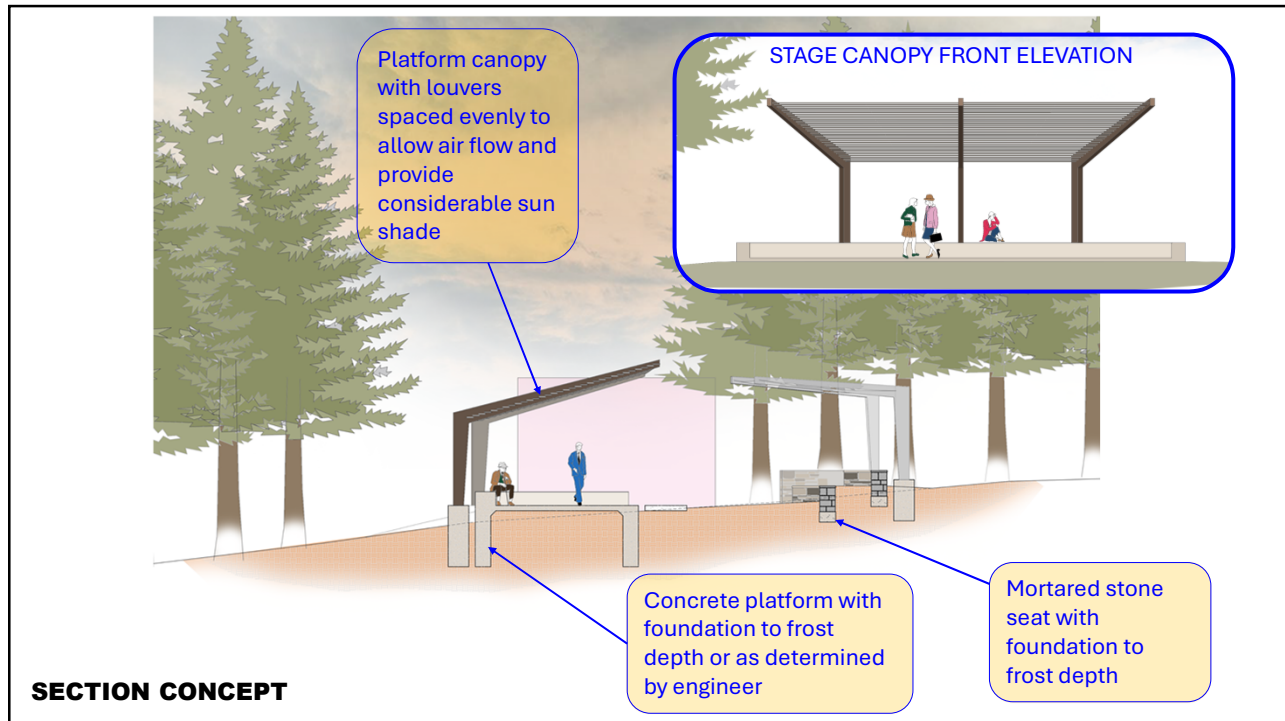 Platform canopy
with louvers
spaced evenly to
allow air flow and
provide
considerable sun
shade
STAGE CANOPY FRONT ELEVATION
Concrete platform with
foundation to frost
depth or as determined
by engineer
Mortared stone
seat with
foundation to
frost depth
SECTION CONCEPT